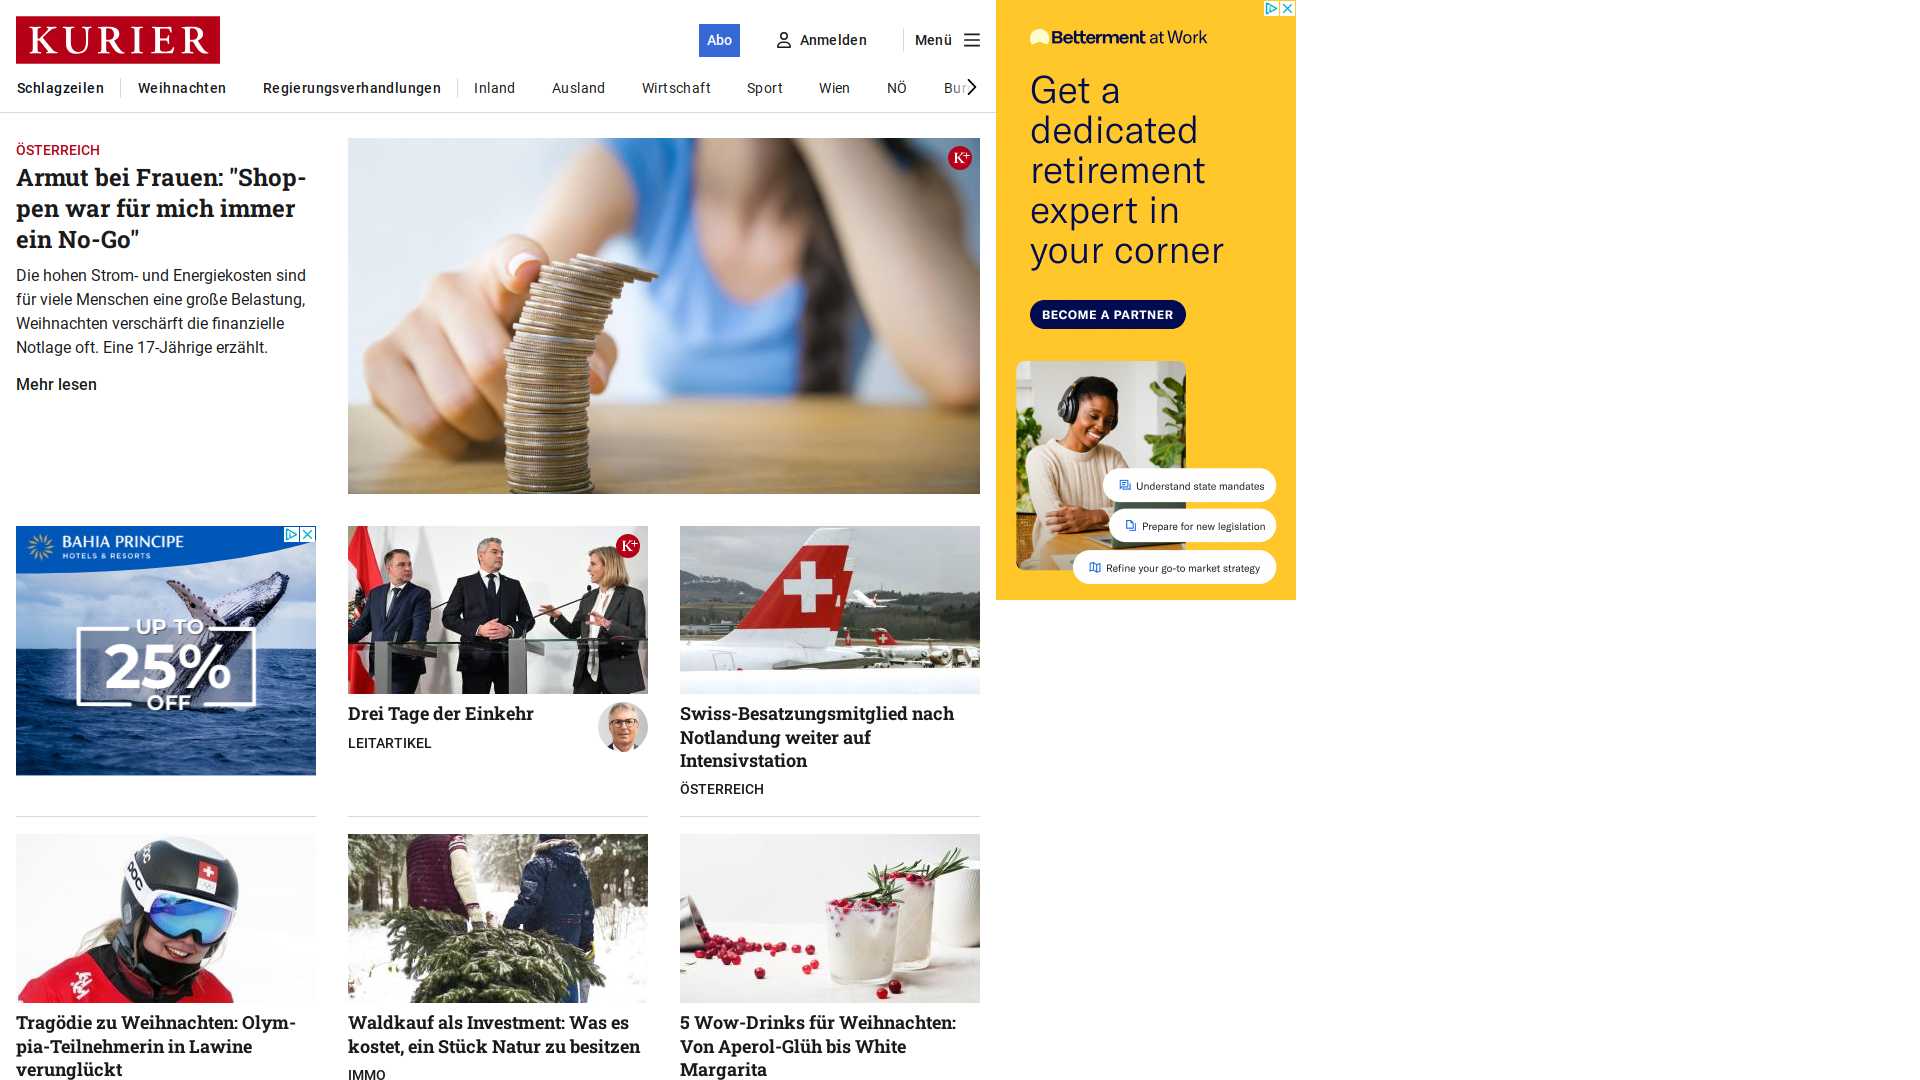 KURIER
Abo
Anmelden
Menü
Schlagzeilen
Weihnachten
Regierungsverhandlungen
Inland
Ausland
Wirtschaft
Sport
Wien
NÖ
Bur
ÖSTERREICH
Armut bei Frauen: "Shop-
pen war für mich immer
ein No-Go"
Die hohen Strom- und Energiekosten sind
für viele Menschen eine große Belastung,
Weihnachten verschärft die finanzielle
Notlage oft. Eine 17-Jährige erzählt.
Mehr lesen
K+
Betterment at Work
Get a
dedicated
retirement
expert in
your corner
BECOME A PARTNER
Understand state mandates
Prepare for new legislation
Refine your go-to market strategy
BAHIA PRINCIPE
HOTELS & RESORTS
UP TO
25%
OFF
K+
Drei Tage der Einkehr
LEITARTIKEL
Swiss-Besatzungsmitglied nach
Notlandung weiter auf
Intensivstation
ÖSTERREICH
POC
Tragödie zu Weihnachten: Olym-
pia-Teilnehmerin in Lawine
verunglückt
Waldkauf als Investment: Was es
kostet, ein Stück Natur zu besitzen
IMMO
5 Wow-Drinks für Weihnachten:
Von Aperol-Glüh bis White
Margarita